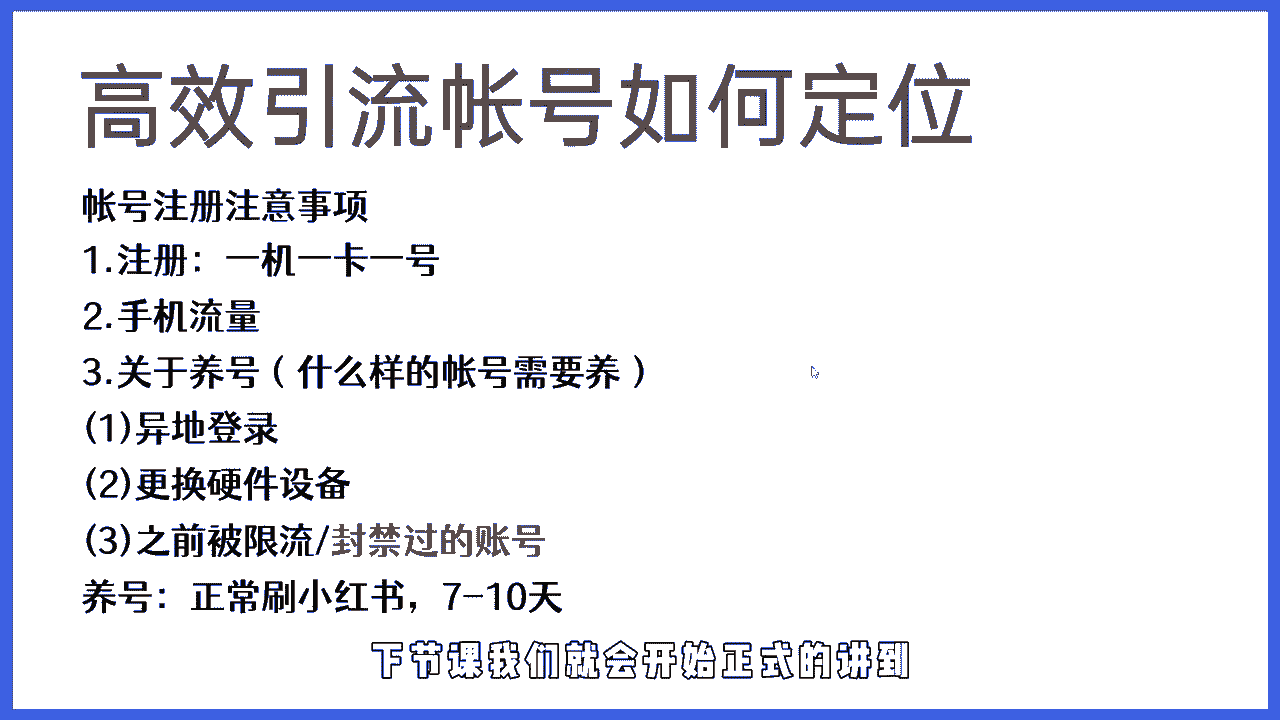 高效引流帐号如何定位
帐号注册注意事项
1.注册：一机一卡一号
2.手机流量
3.关于养号（什么样的帐号需要养）
(1)异地登录
(2)更换硬件设备
(3)之前被限流/封禁过的账号
养号：正常刷小红书，7-10天
下节课我们就会开始正式的讲到